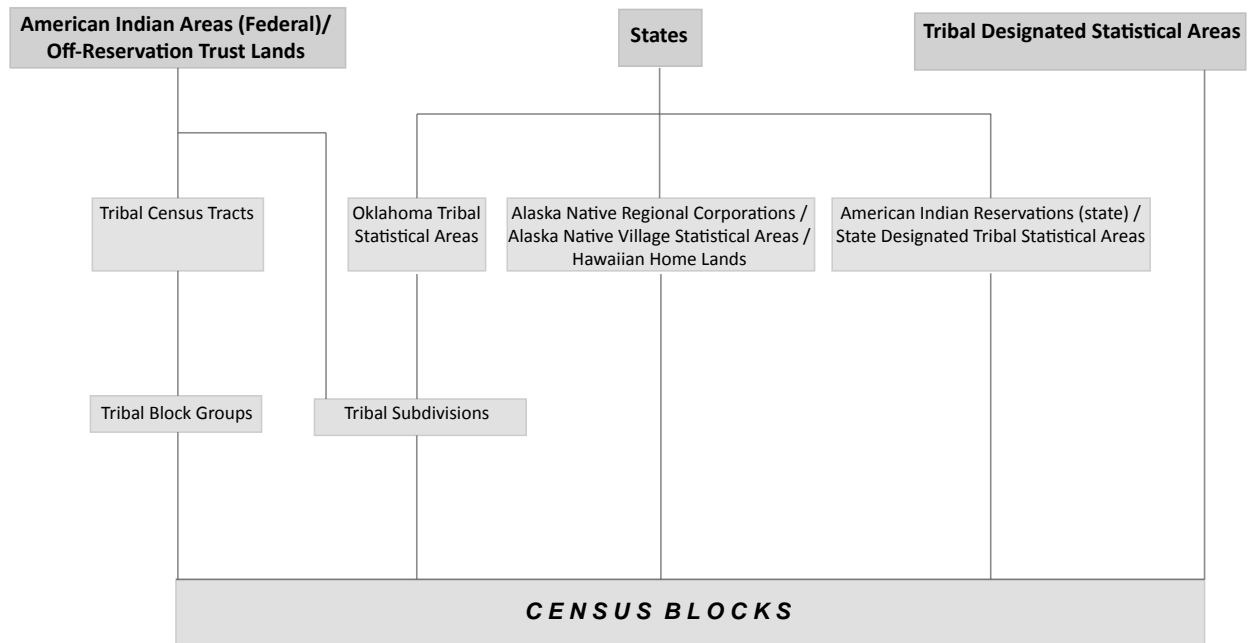 American Indian Areas (Federal)/
Off-Reservation Trust Lands
States
Tribal Designated Statistical Areas
Tribal Census Tracts
Oklahoma Tribal
Statistical Areas
Alaska Native Regional Corporations /
Alaska Native Village Statistical Areas /
Hawaiian Home Lands
American Indian Reservations (state) /
State Designated Tribal Statistical Areas
Tribal Block Groups
Tribal Subdivisions
CENSUS BLOCKS